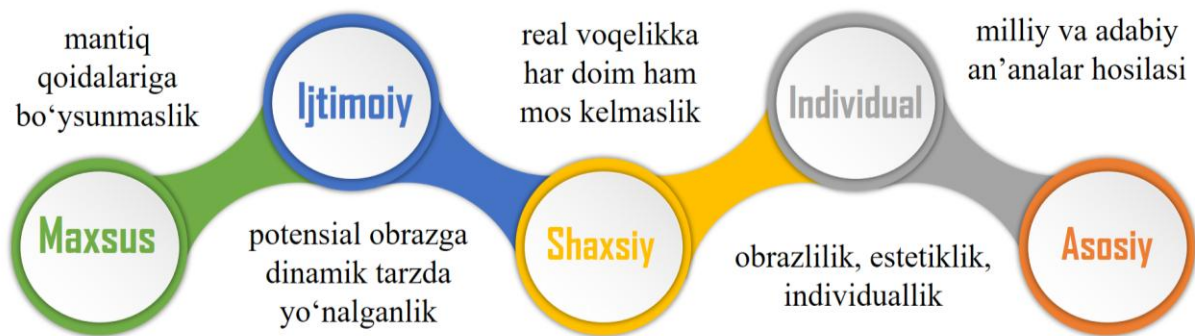 mantiq
qoidalariga
bo‘ysunmaslik
Maxsus
Ijtimoiy
potensial obrazga
dinamik tarzda
yo‘nalganlik
real voqelikka
har doim ham
mos kelmaslik
Shaxsiy
Individual
obrazlilik, estetiklik,
individuallik
milliy va adabiy
an’analar hosilasi
Asosiy